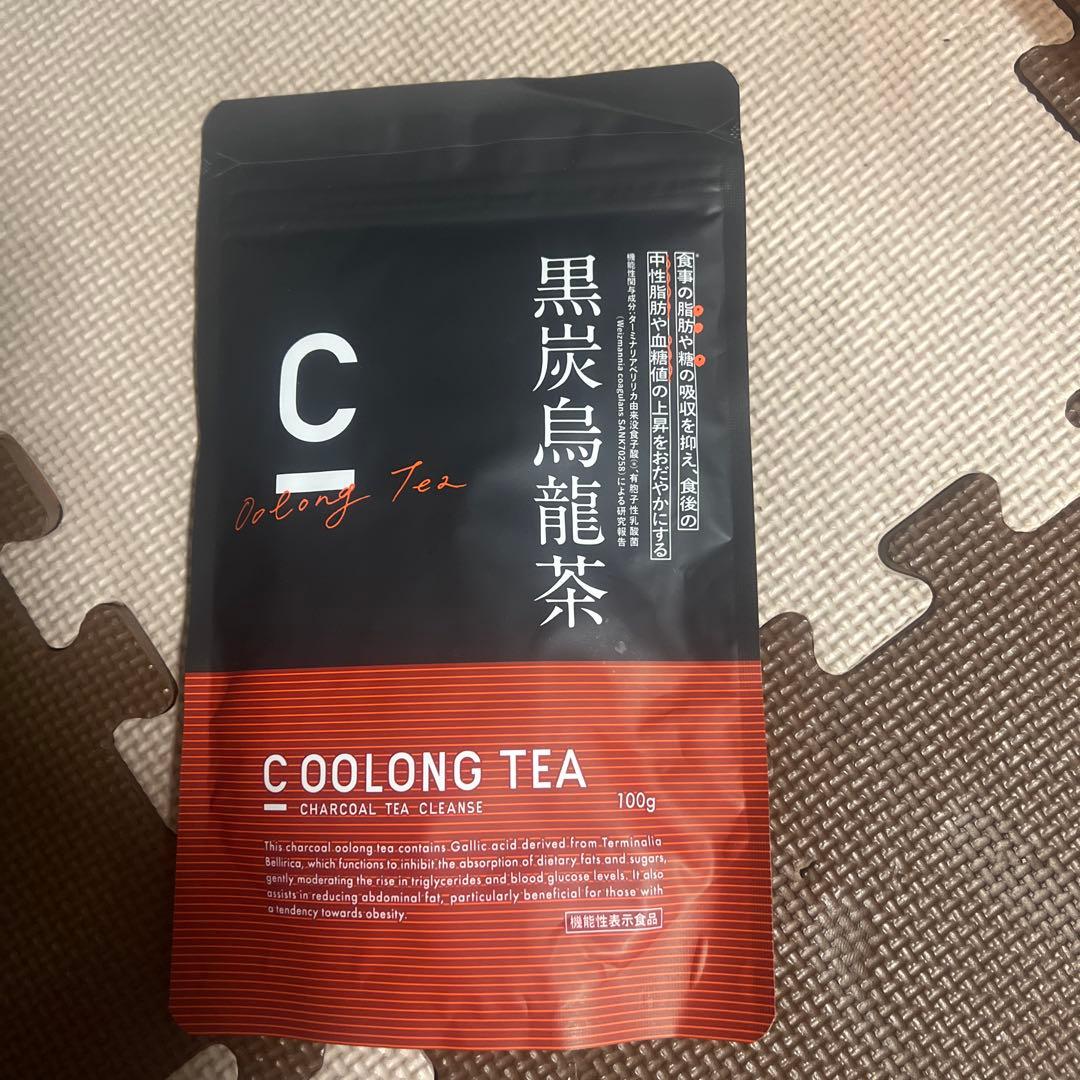 食事の脂肪や糖の吸収を抑え、食後の
中性脂肪や血糖値の上昇をおだやかにする
機能性関与成分:ターミナリアベリリカ由来没食子酸(※)、有胞子性乳酸菌
(Weizmannia coagulans SANK70258)による研究報告
黒炭烏龍茶
C
Oolong Tea
C OOLONG TEA
CHARCOAL TEA CLEANSE
100g
This charcoal oolong tea contains Gallic acid derived from Terminalia
Bellirica, which functions to inhibit the absorption of dietary fats and sugars,
gently moderating the rise in triglycerides and blood glucose levels. It also
assists in reducing abdominal fat, particularly beneficial for those with
a tendency towards obesity.
機能性表示食品